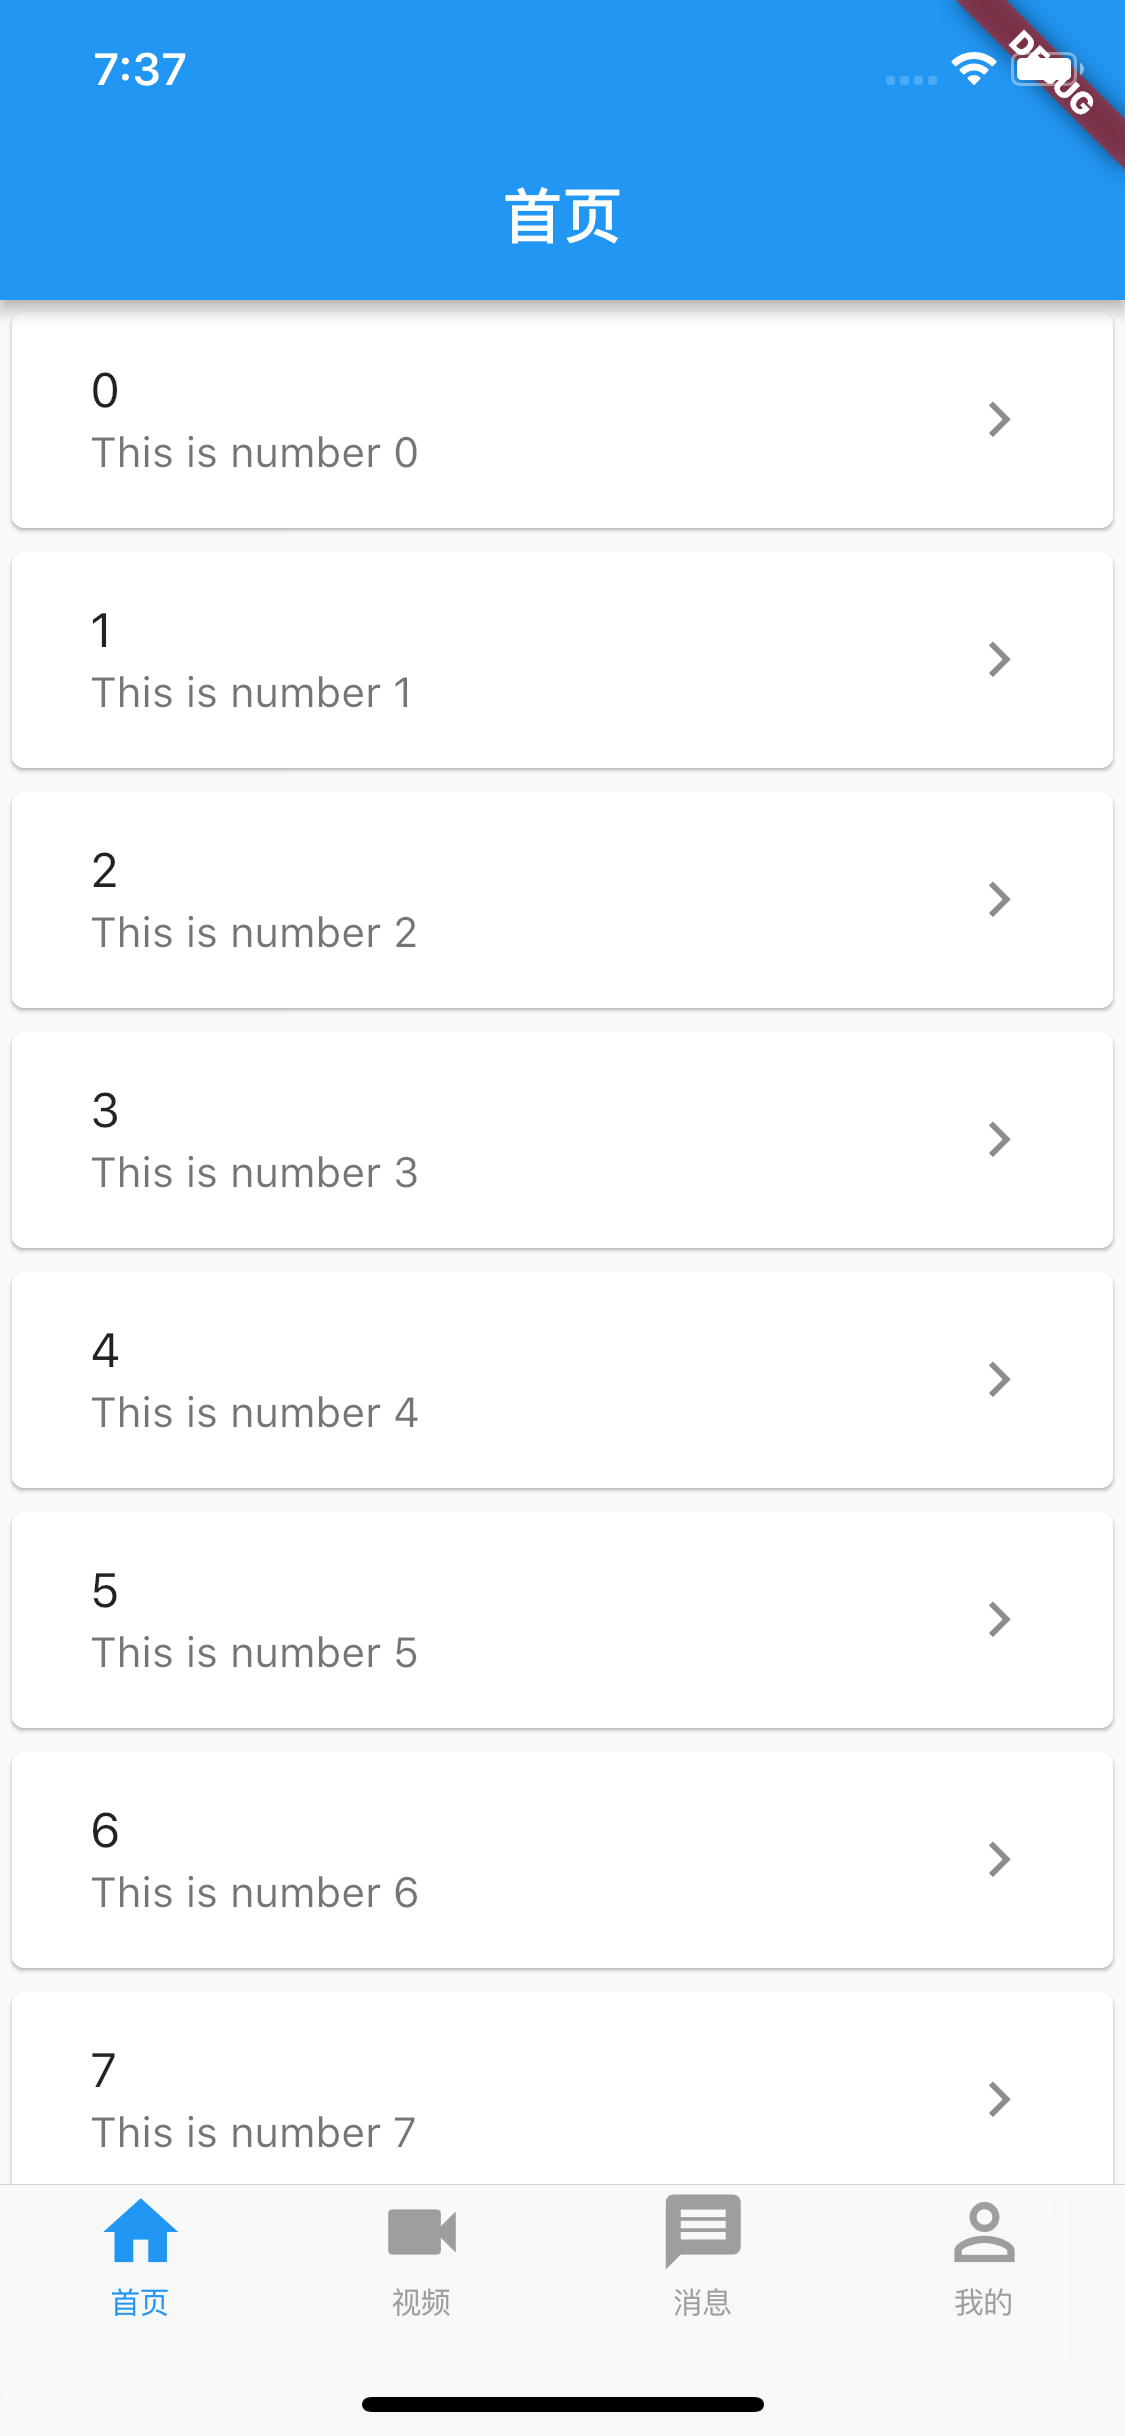 7:37
DEBUG
首页
0
This is number 0
1
This is number 1
2
This is number 2
3
This is number 3
4
This is number 4
5
This is number 5
6
This is number 6
7
This is number 7
首页 视频 消息 我的